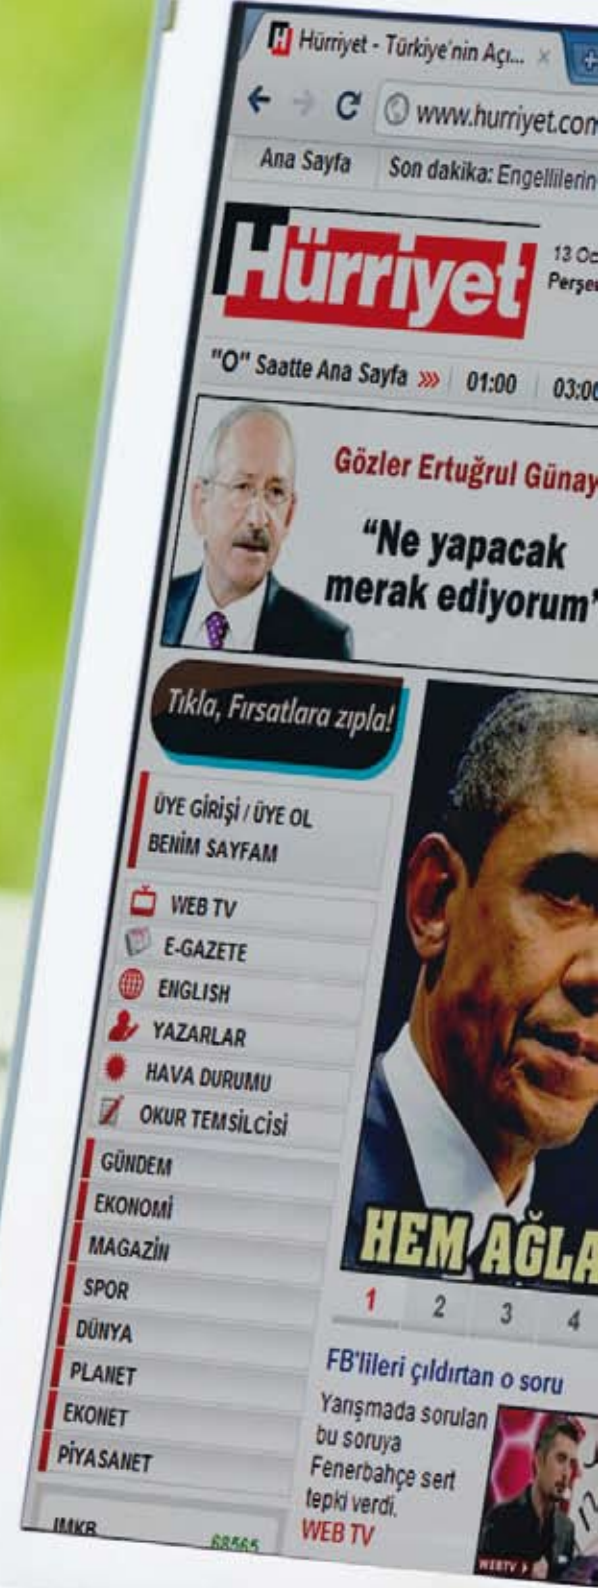 Hürriyet - Türkiye'nin Açı...
www.hurriyet.com
Ana Sayfa
Son dakika: Engellilerin
Hürriyet
13
"O" Saatte Ana Sayfa
01:00
03:00
Gözler Ertuğrul Günay
"Ne yapacak
merak ediyorum"
Tıkla, Fırsatlara zıpla!
ÜYE GİRİŞİ / ÜYE OL
BENİM SAYFAM
WEB TV
E-GAZETE
ENGLISH
YAZARLAR
HAVA DURUMU
OKUR TEMSİLCİSİ
GÜNDEM
EKONOMİ
MAGAZİN
SPOR
DÜNYA
PLANET
EKONET
PİYASANET
IMKB
68565
HEM AĞLA
1 2 3 4
FB'lileri çıldırtan o soru
Yarışmada sorulan
bu soruya
Fenerbahçe sert
tepki verdi.
WEB TV
WEBTV